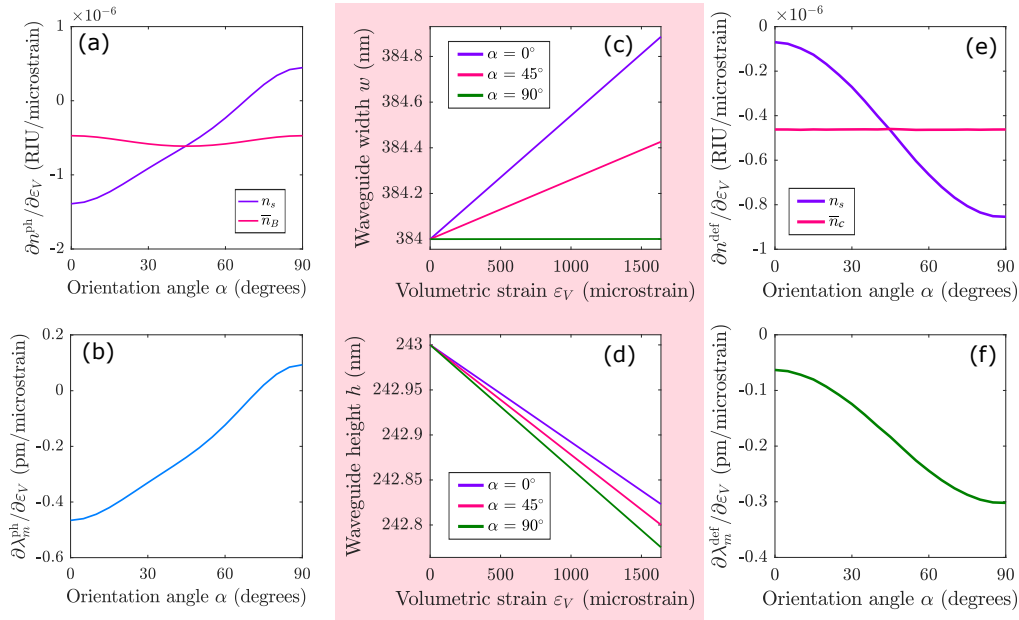 ×10⁻⁶
(a)
∂n^ph/∂ε_V (RIU/microstrain)
1
0
-1
-2
n_s
n̅_B
0 30 60 90
Orientation angle α (degrees)
(b)
∂λ_m^ph/∂ε_V (pm/microstrain)
0.2
0
-0.2
-0.4
-0.6
0 30 60 90
Orientation angle α (degrees)
(c)
Waveguide width w (nm)
384.8
384.6
384.4
384.2
384
α = 0°
α = 45°
α = 90°
0 500 1000 1500
Volumetric strain ε_V (microstrain)
(d)
Waveguide height h (nm)
243
242.95
242.9
242.85
242.8
α = 0°
α = 45°
α = 90°
0 500 1000 1500
Volumetric strain ε_V (microstrain)
×10⁻⁶
(e)
∂n^def/∂ε_V (RIU/microstrain)
0
-0.2
-0.4
-0.6
-0.8
-1
n_s
n̅_c
0 30 60 90
Orientation angle α (degrees)
(f)
∂λ_m^def/∂ε_V (pm/microstrain)
0
-0.1
-0.2
-0.3
-0.4
0 30 60 90
Orientation angle α (degrees)